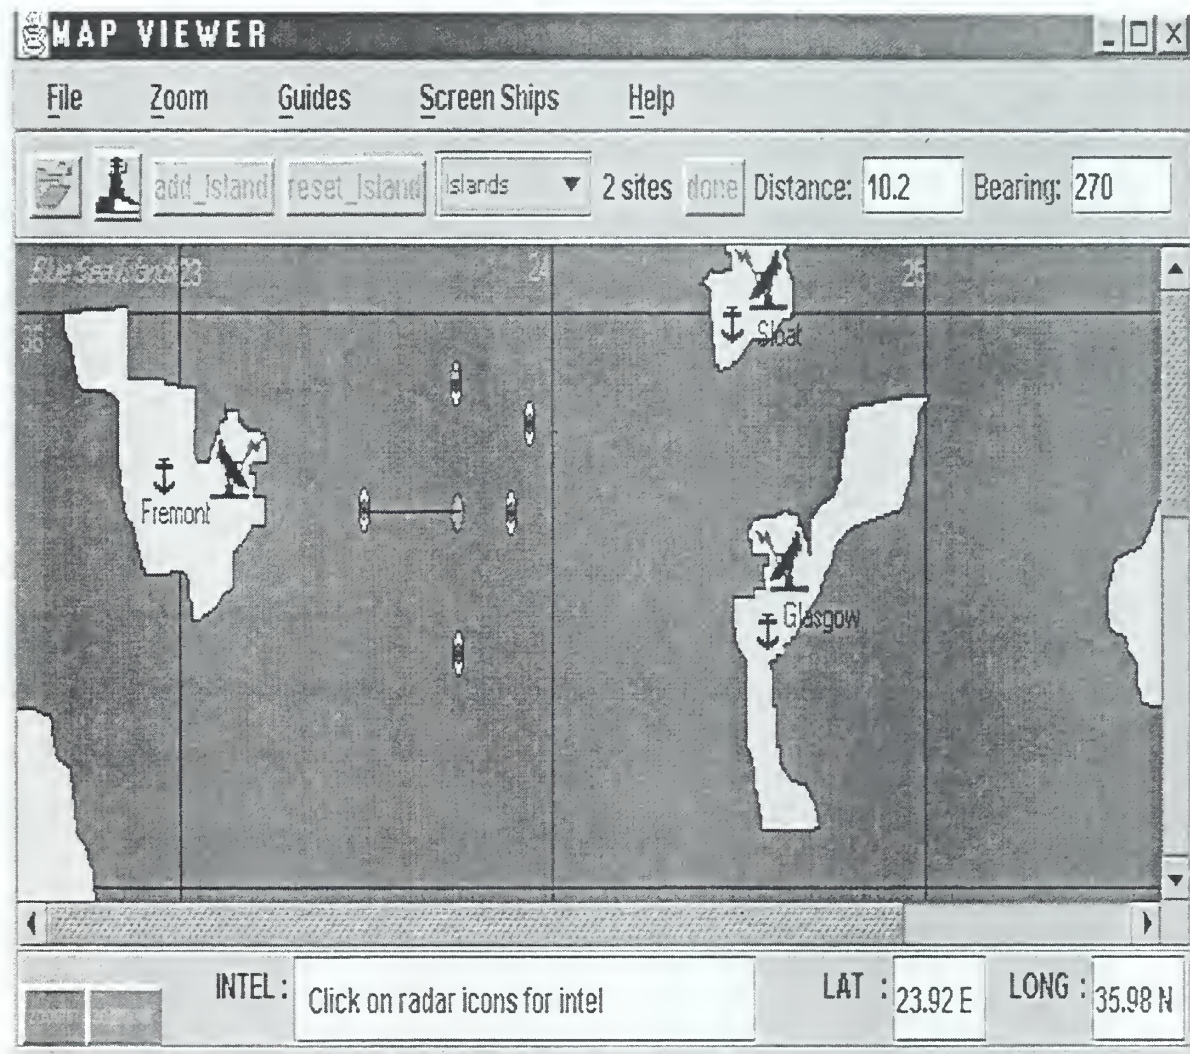 MAP VIEWER
File Zoom Guides Screen Ships Help
add_Island reset_Island Islands 2 sites done Distance: 10.2 Bearing: 270
23 24 25
Sloat
Fremont
Glasgow
INTEL : Click on radar icons for intel LAT : 23.92 E LONG : 35.98 N